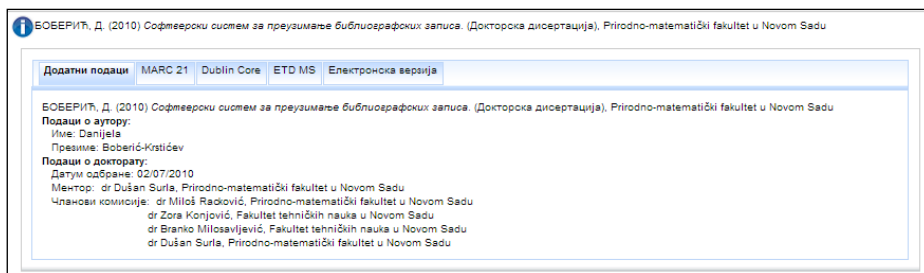 БОБЕРИЋ, Д. (2010) Софтверски систем за преузимање библиографских записа. (Докторска дисертација), Prirodno-matematički fakultet u Novom Sadu
Додатни подаци MARC 21 Dublin Core ETD MS Електронска верзија
БОБЕРИЋ, Д. (2010) Софтверски систем за преузимање библиографских записа. (Докторска дисертација), Prirodno-matematički fakultet u Novom Sadu
Подаци о аутору:
Име: Danijela
Презиме: Boberić-Krstićev
Подаци о докторату:
Датум одбране: 02/07/2010
Ментор: dr Dušan Surla, Prirodno-matematički fakultet u Novom Sadu
Чланови комисије: dr Miloš Racković, Prirodno-matematički fakultet u Novom Sadu
dr Zora Konjović, Fakultet tehničkih nauka u Novom Sadu
dr Branko Milosavljević, Fakultet tehničkih nauka u Novom Sadu
dr Dušan Surla, Prirodno-matematički fakultet u Novom Sadu